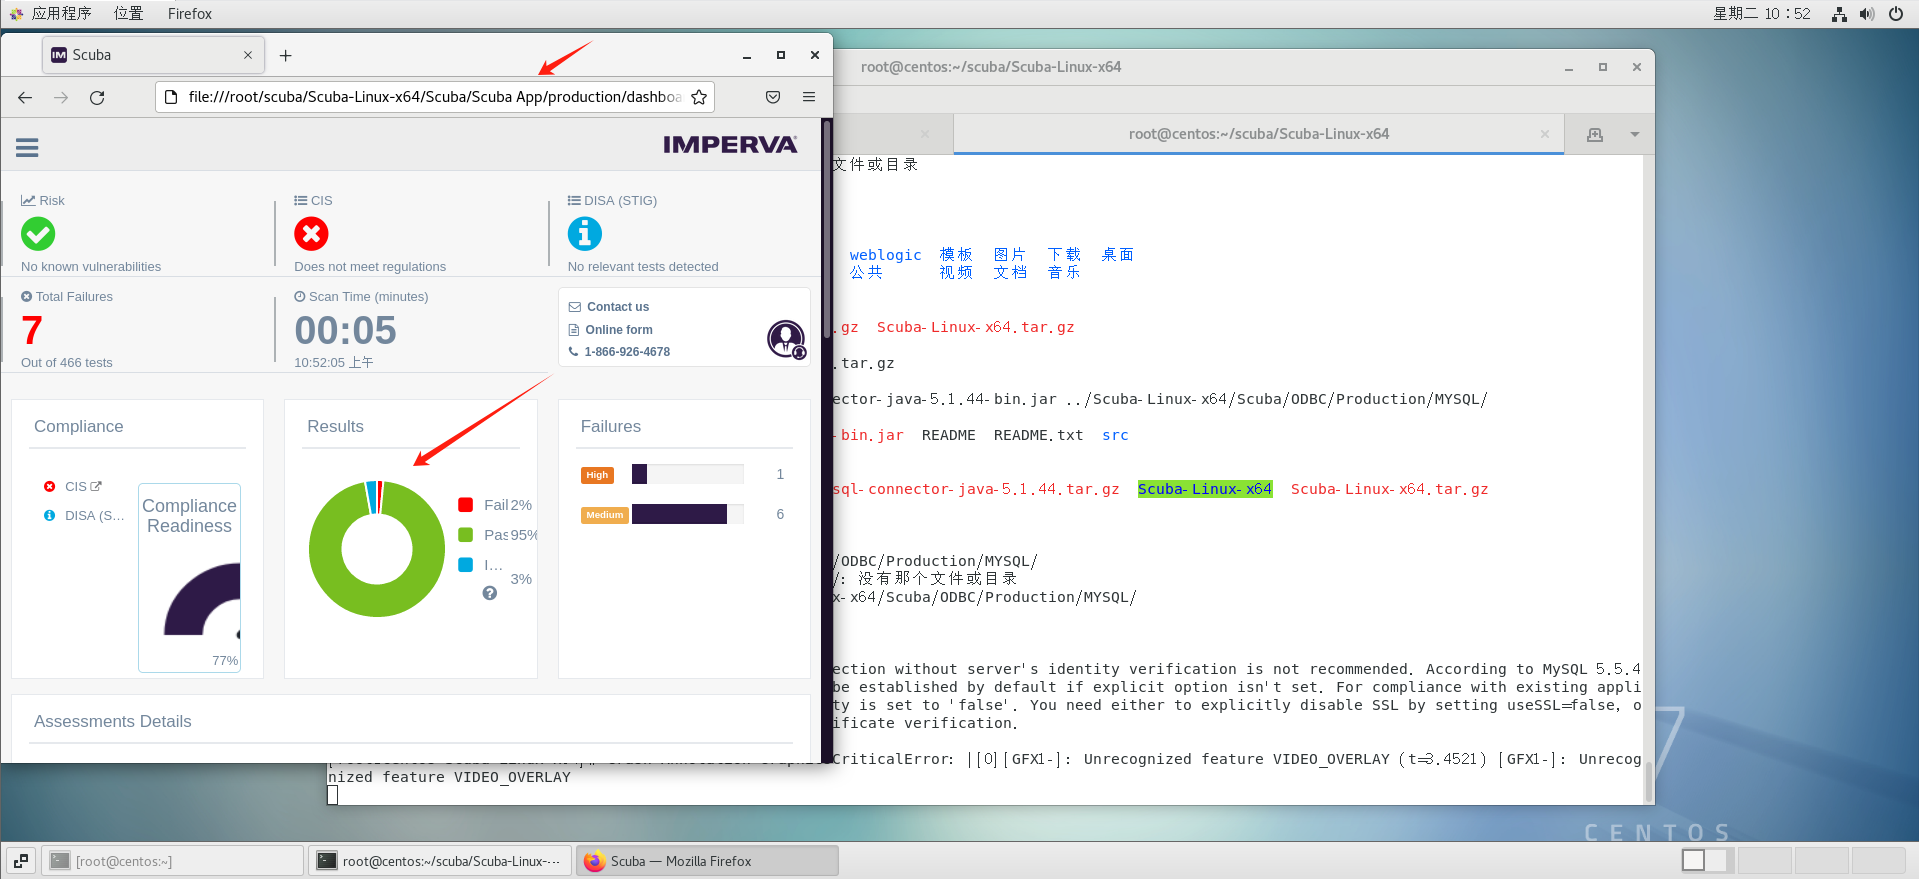 应用程序 位置 Firefox 星期二 10：52
Scuba
file:///root/scuba/Scuba-Linux-x64/Scuba/Scuba App/production/dashboa
IMPERVA
Risk
No known vulnerabilities
CIS
Does not meet regulations
DISA (STIG)
No relevant tests detected
Total Failures
7
Out of 466 tests
Scan Time (minutes)
00:05
10:52:05 上午
Contact us
Online form
1-866-926-4678
Compliance
CIS
DISA (S...
Compliance
Readiness
77%
Results
Fail 2%
Pas 95%
I... 3%
Failures
High 1
Medium 6
Assessments Details
root@centos:~/scuba/Scuba-Linux-x64
root@centos:~/scuba/Scuba-Linux-x64
文件或目录
weblogic 模板 图片 下载 桌面
公共 视频 文档 音乐
.gz Scuba-Linux-x64.tar.gz
.tar.gz
ector-java-5.1.44-bin.jar ../Scuba-Linux-x64/Scuba/ODBC/Production/MYSQL/
-bin.jar README README.txt src
sql-connector-java-5.1.44.tar.gz Scuba-Linux-x64 Scuba-Linux-x64.tar.gz
/ODBC/Production/MYSQL/
/: 没有那个文件或目录
x-x64/Scuba/ODBC/Production/MYSQL/
ection without server's identity verification is not recommended. According to MySQL 5.5.4
be established by default if explicit option isn't set. For compliance with existing appli
ty is set to 'false'. You need either to explicitly disable SSL by setting useSSL=false, o
ificate verification.
CriticalError: |[0][GFX1-]: Unrecognized feature VIDEO_OVERLAY (t=3.4521) [GFX1-]: Unrecog
nized feature VIDEO_OVERLAY
7
CENTOS
[root@centos:~]
root@centos:~/scuba/Scuba-Linux-···
Scuba — Mozilla Firefox